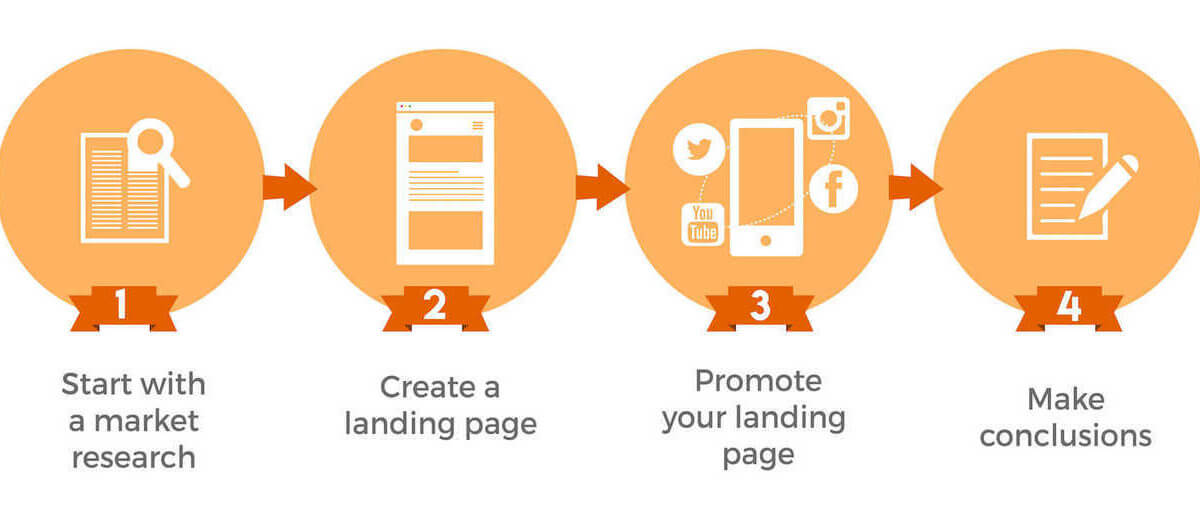 You
Tube
f
1
2
3
4
Start with
a market
research
Create a
landing page
Promote
your landing
page
Make
conclusions